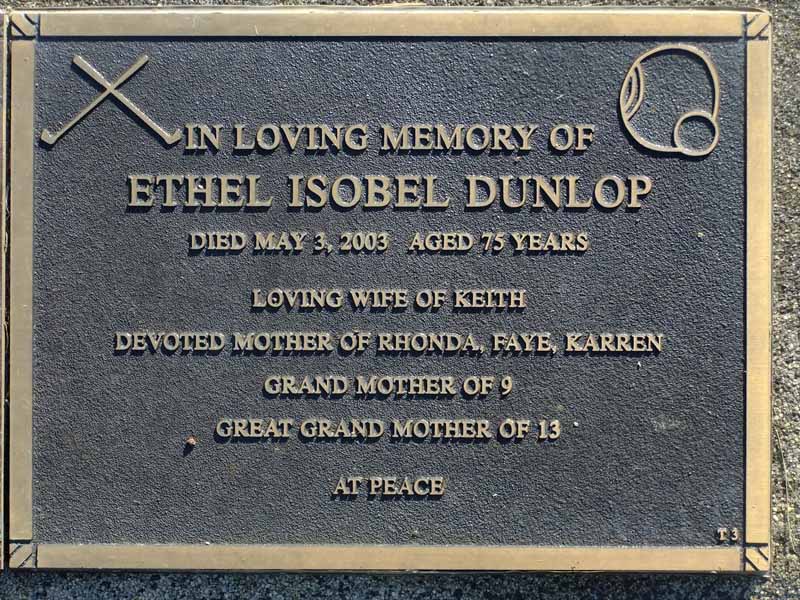 IN LOVING MEMORY OF
ETHEL ISOBEL DUNLOP
DIED MAY 3, 2003 AGED 75 YEARS
LOVING WIFE OF KEITH
DEVOTED MOTHER OF RHONDA, FAYE, KARREN
GRAND MOTHER OF 9
GREAT GRAND MOTHER OF 13
AT PEACE
T 3